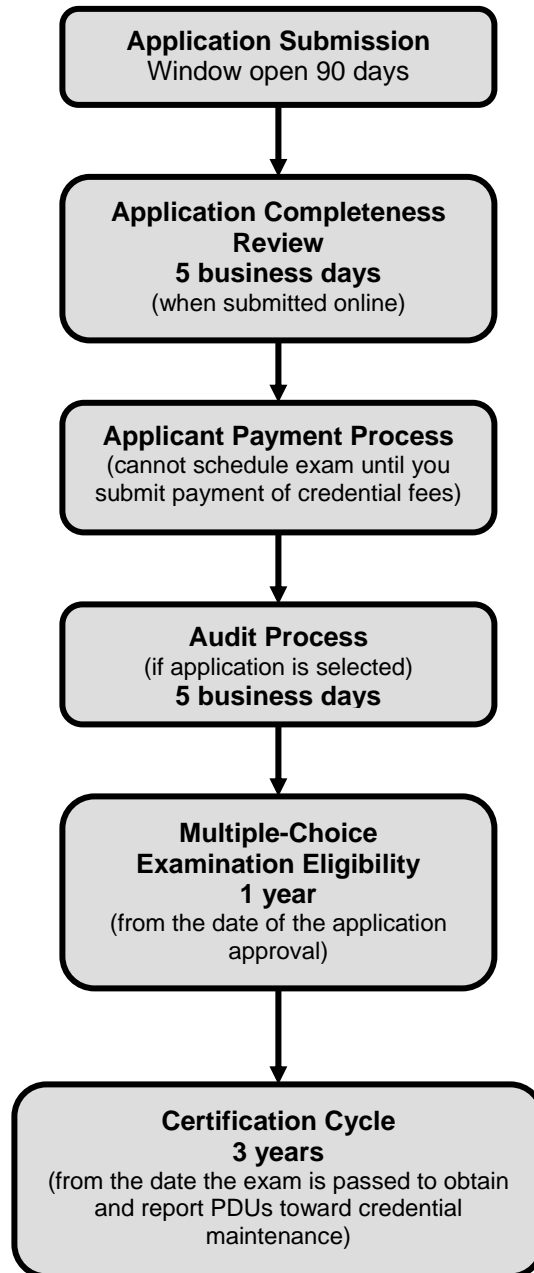 Application Submission
Window open 90 days
Application Completeness
Review
5 business days
(when submitted online)
Applicant Payment Process
(cannot schedule exam until you
submit payment of credential fees)
Audit Process
(if application is selected)
5 business days
Multiple-Choice
Examination Eligibility
1 year
(from the date of the application
approval)
Certification Cycle
3 years
(from the date the exam is passed to obtain
and report PDUs toward credential
maintenance)